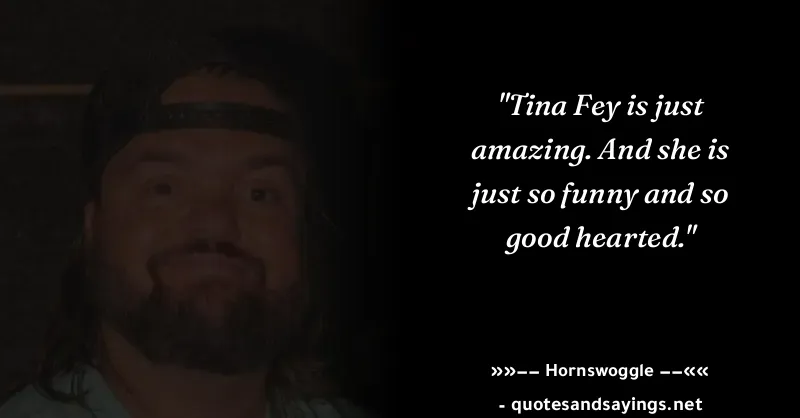 "Tina Fey is just
amazing. And she is
just so funny and so
good hearted."
»»–– Hornswoggle ––««
- quotesandsayings.net